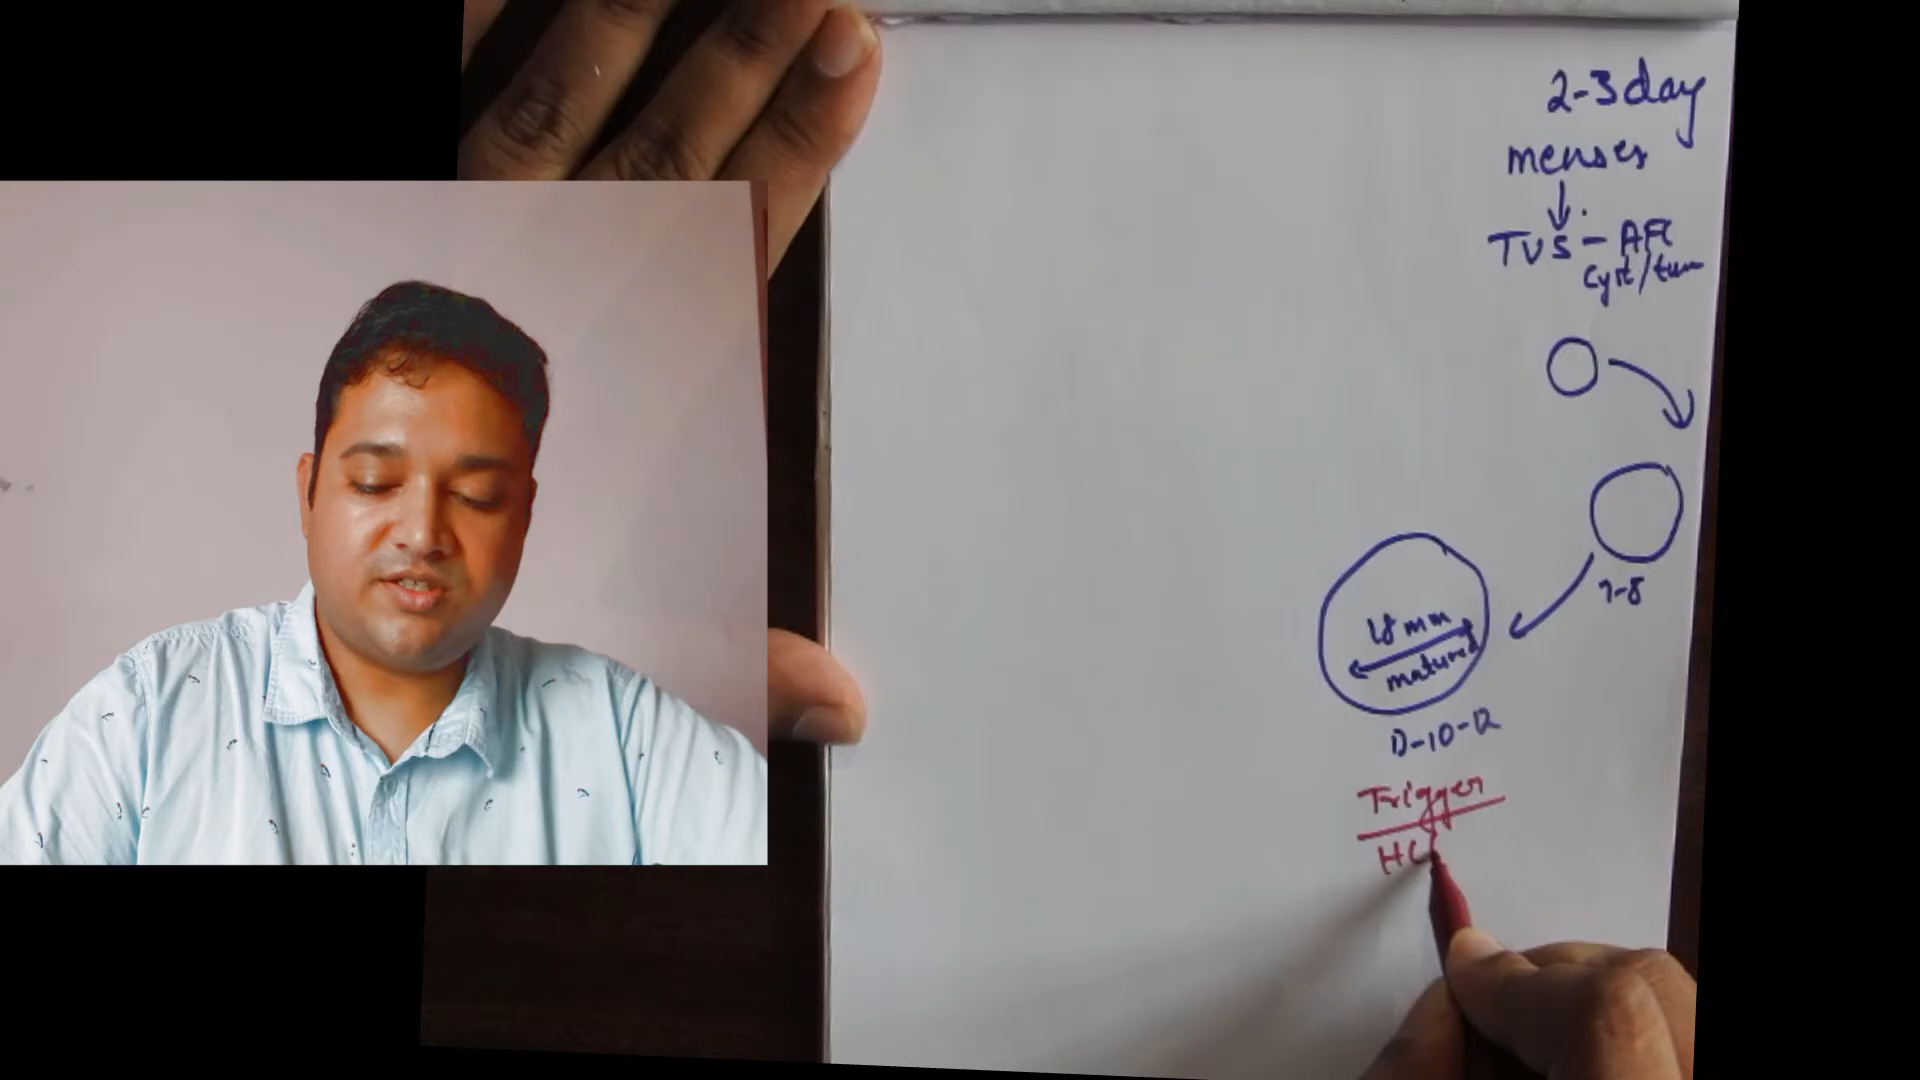 2-3 day
menses
TVS - AFC
Cyst/tum
7-8
18 mm
matured
D-10-12
Trigger
HC